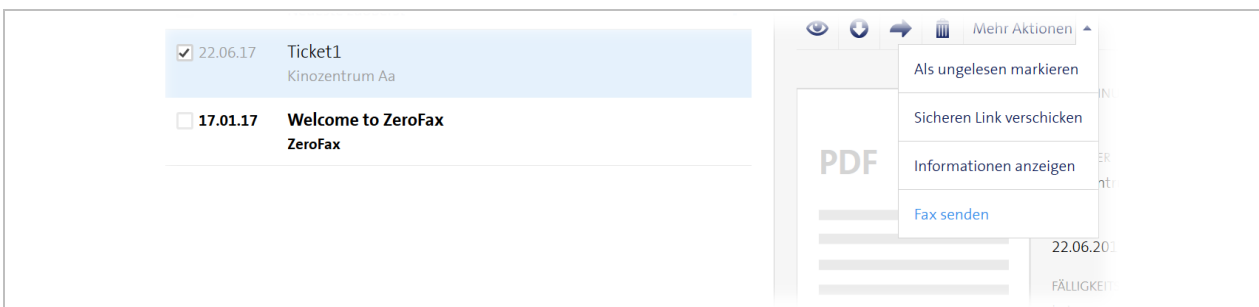 22.06.17 Ticket1
Kinozentrum Aa
17.01.17 Welcome to ZeroFax
ZeroFax
Mehr Aktionen
Als ungelesen markieren
Sicheren Link verschicken
Informationen anzeigen
Fax senden
PDF
22.06.20
FÄLLIGKEIT